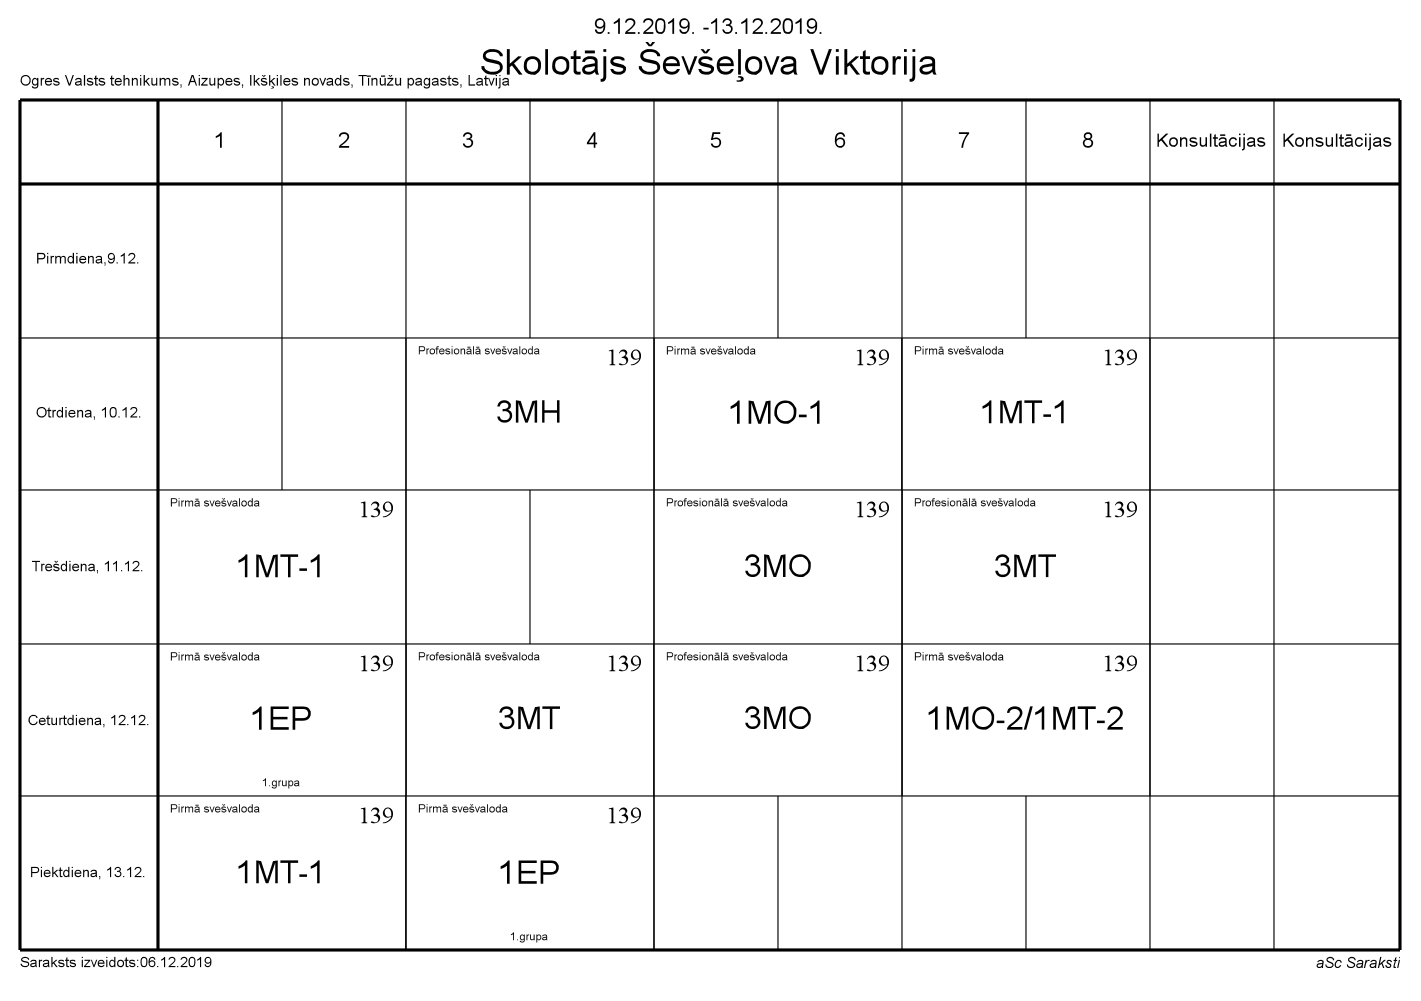 9.12.2019. -13.12.2019.
Skolotājs Ševšeļova Viktorija
Ogres Valsts tehnikums, Aizupes, Ikšķiles novads, Tīnūžu pagasts, Latvija
1 2 3 4 5 6 7 8 Konsultācijas Konsultācijas
Pirmdiena,9.12.
Profesionālā svešvaloda 139 Pirmā svešvaloda 139 Pirmā svešvaloda 139
Otrdiena, 10.12. 3MH 1MO-1 1MT-1
Pirmā svešvaloda 139 Profesionālā svešvaloda 139 Profesionālā svešvaloda 139
Trešdiena, 11.12. 1MT-1 3MO 3MT
Pirmā svešvaloda 139 Profesionālā svešvaloda 139 Profesionālā svešvaloda 139 Pirmā svešvaloda 139
Ceturtdiena, 12.12. 1EP 3MT 3MO 1MO-2/1MT-2
1.grupa
Pirmā svešvaloda 139 Pirmā svešvaloda 139
Piektdiena, 13.12. 1MT-1 1EP
1.grupa
Saraksts izveidots:06.12.2019 aSc Saraksti